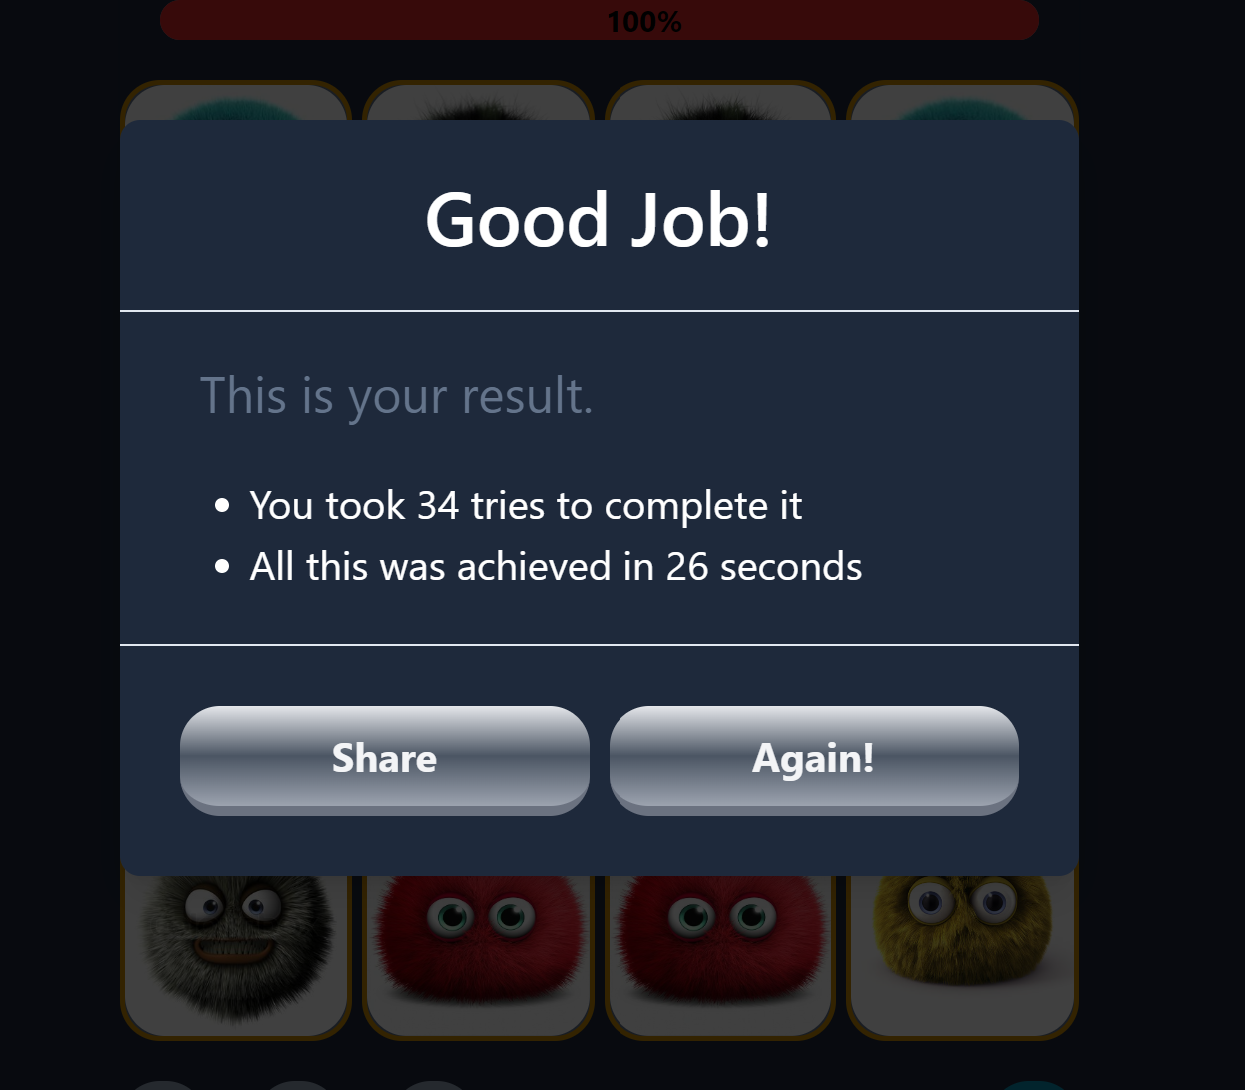 100%
Good Job!
This is your result.
You took 34 tries to complete it
All this was achieved in 26 seconds
Share
Again!